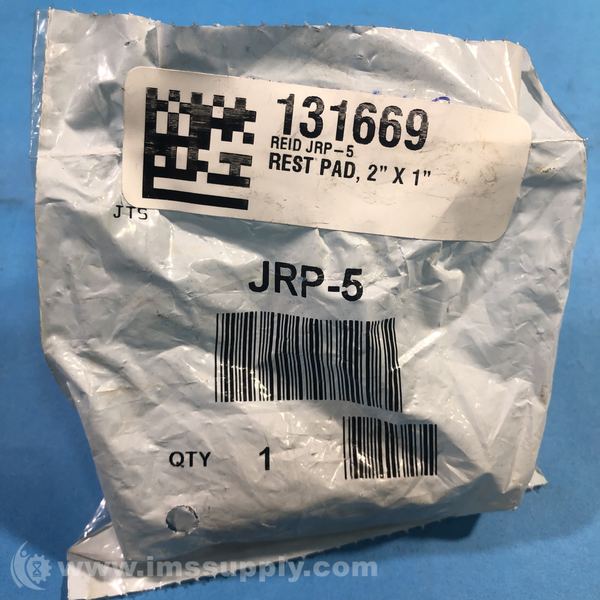 131669
REID JRP-5
REST PAD, 2" X 1"
JTS
JRP-5
QTY 1
www.imssupply.com